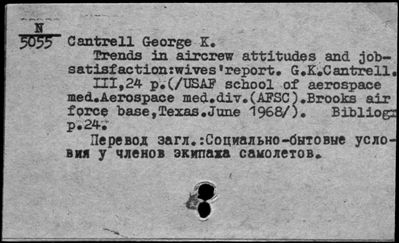 N
5055 Cantrell George K.
Trends in aircrew attitudes and job-
satisfaction:wives'report. G.K.Cantrell.
III,24 p.(/USAF school of aerospace
med.Aerospace med.div.(AFSC).Brooks air
force base,Texas.June 1968/). Bibliogr
p.24.
Перевод загл.:Социально-бытовые усло-
вия у членов экипажа самолетов.